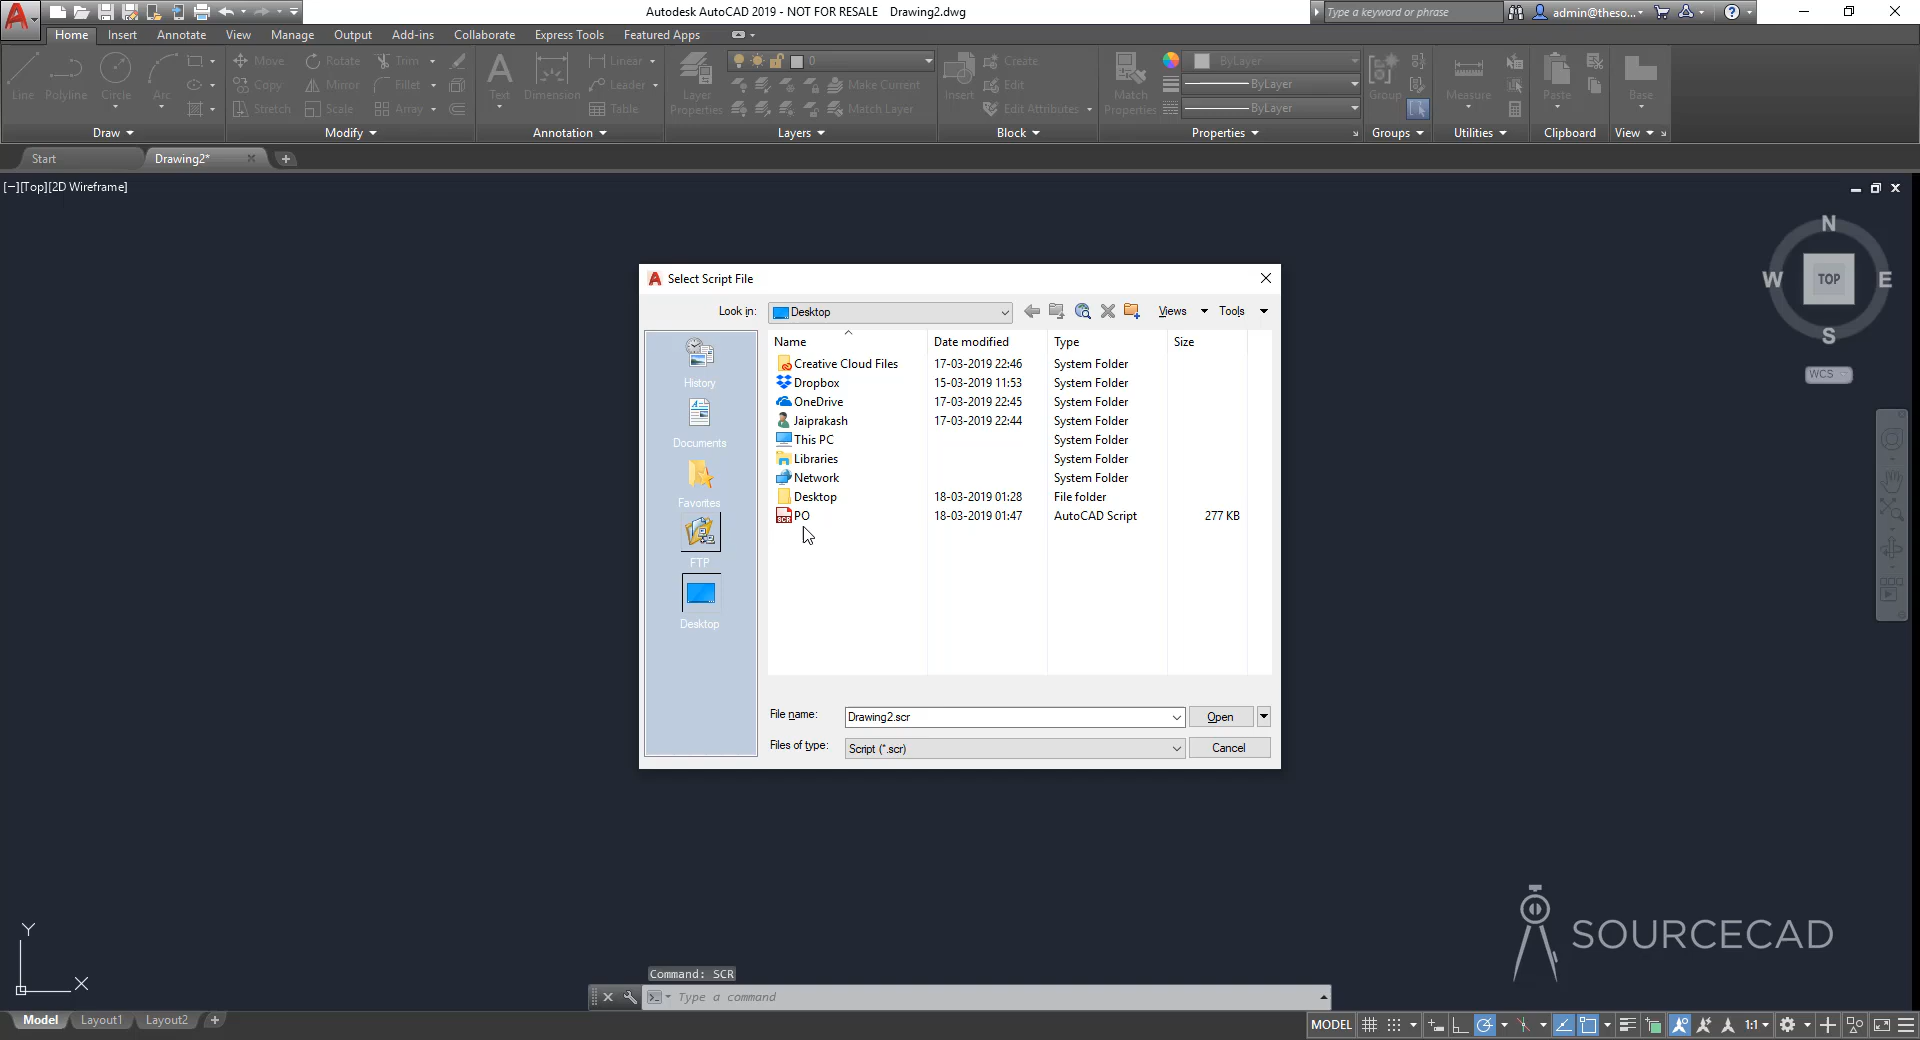 Autodesk AutoCAD 2019 - NOT FOR RESALE Drawing2.dwg
Type a keyword or phrase
admin@theso...
Home Insert Annotate View Manage Output Add-ins Collaborate Express Tools Featured Apps
Line Polyline Circle Arc
Move Rotate Trim
Copy Mirror Fillet
Stretch Scale Array
Text Dimension
Linear
Leader
Table
Layer Properties
0
Make Current
Match Layer
Insert
Create
Edit
Edit Attributes
Match Properties
ByLayer
ByLayer
ByLayer
Group
Measure
Paste
Base
Draw Modify Annotation Layers Block Properties Groups Utilities Clipboard View
Start Drawing2*
[−][Top][2D Wireframe]
N
W TOP E
S
WCS
Select Script File
Look in: Desktop Views Tools
Name Date modified Type Size
Creative Cloud Files 17-03-2019 22:46 System Folder
Dropbox 15-03-2019 11:53 System Folder
OneDrive 17-03-2019 22:45 System Folder
Jaiprakash 17-03-2019 22:44 System Folder
This PC System Folder
Libraries System Folder
Network System Folder
Desktop 18-03-2019 01:28 File folder
SCR PO 18-03-2019 01:47 AutoCAD Script 277 KB
History
Documents
Favorites
FTP
Desktop
File name: Drawing2.scr Open
Files of type: Script (*.scr) Cancel
Y
X
SOURCECAD
Command: SCR
Type a command
Model Layout1 Layout2
MODEL 1:1